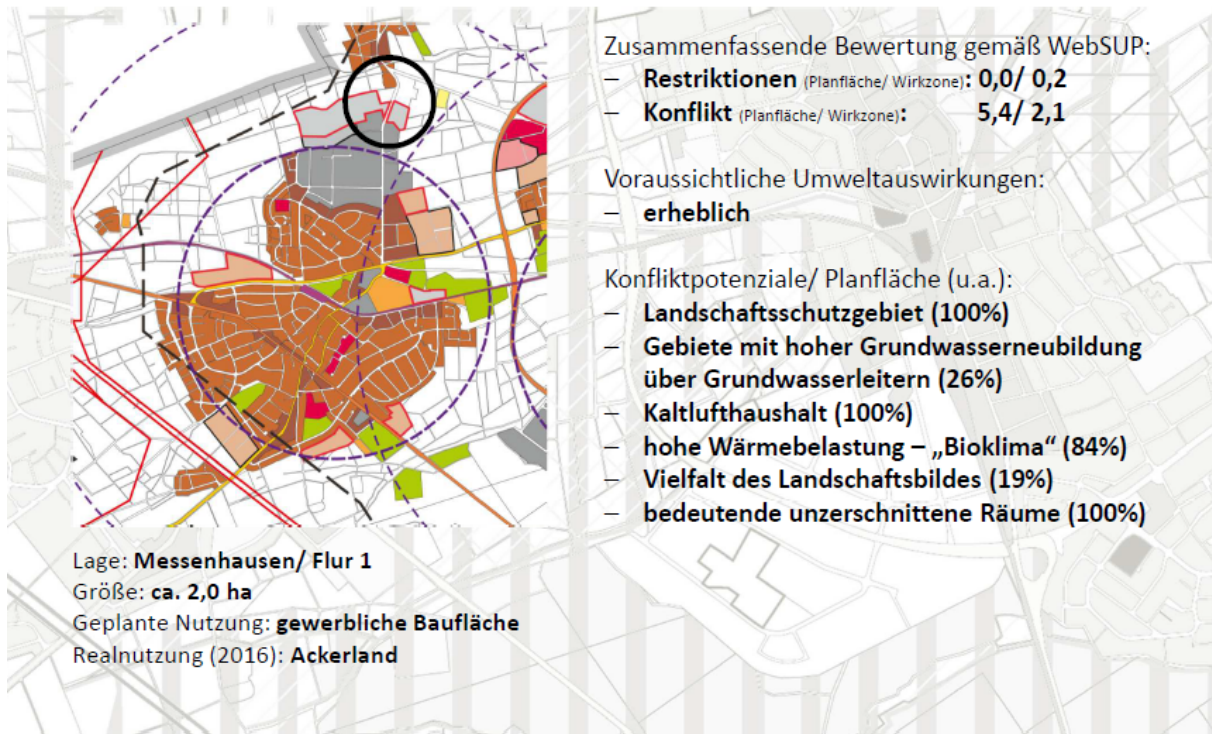 Zusammenfassende Bewertung gemäß WebSUP:
– Restriktionen (Planfläche/ Wirkzone): 0,0/ 0,2
– Konflikt (Planfläche/ Wirkzone): 5,4/ 2,1
Voraussichtliche Umweltauswirkungen:
– erheblich
Konfliktpotenziale/ Planfläche (u.a.):
– Landschaftsschutzgebiet (100%)
– Gebiete mit hoher Grundwasserneubildung
über Grundwasserleitern (26%)
– Kaltlufthaushalt (100%)
– hohe Wärmebelastung – „Bioklima“ (84%)
– Vielfalt des Landschaftsbildes (19%)
– bedeutende unzerschnittene Räume (100%)
Lage: Messenhausen/ Flur 1
Größe: ca. 2,0 ha
Geplante Nutzung: gewerbliche Baufläche
Realnutzung (2016): Ackerland